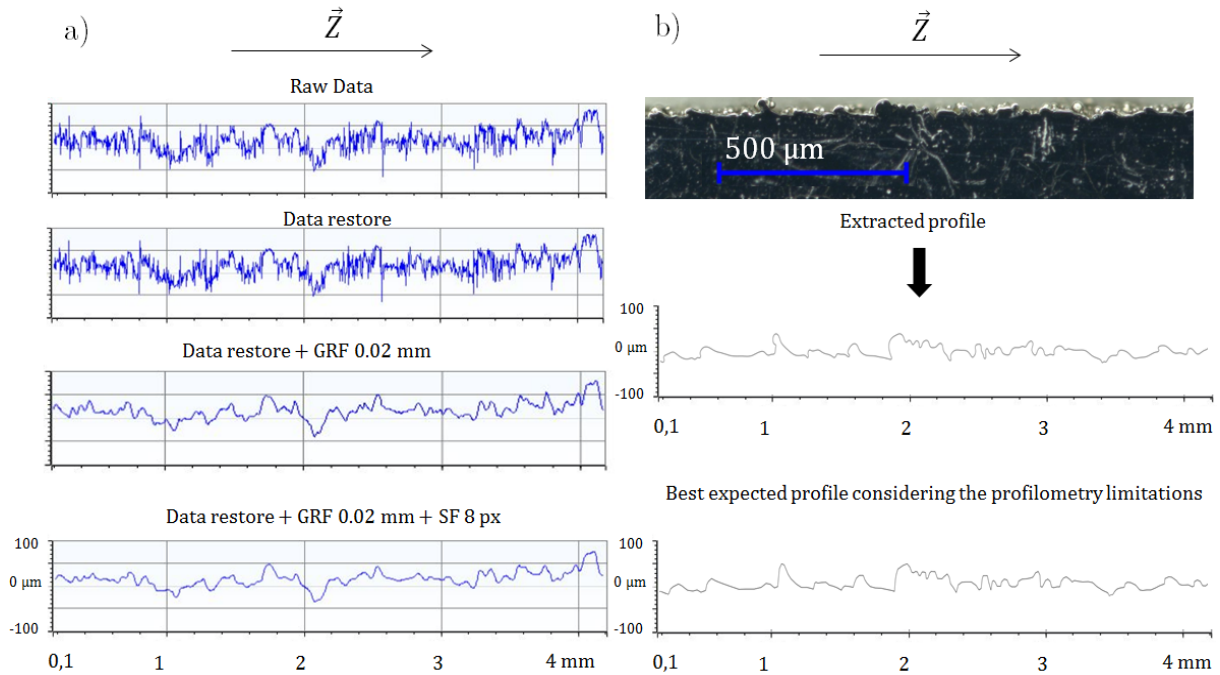 a)
Z
Raw Data
Data restore
Data restore + GRF 0.02 mm
Data restore + GRF 0.02 mm + SF 8 px
100
0 μm
-100
0,1 1 2 3 4 mm
b)
Z
500 μm
Extracted profile
100
0 μm
-100
0,1 1 2 3 4 mm
Best expected profile considering the profilometry limitations
100
0 μm
-100
0,1 1 2 3 4 mm